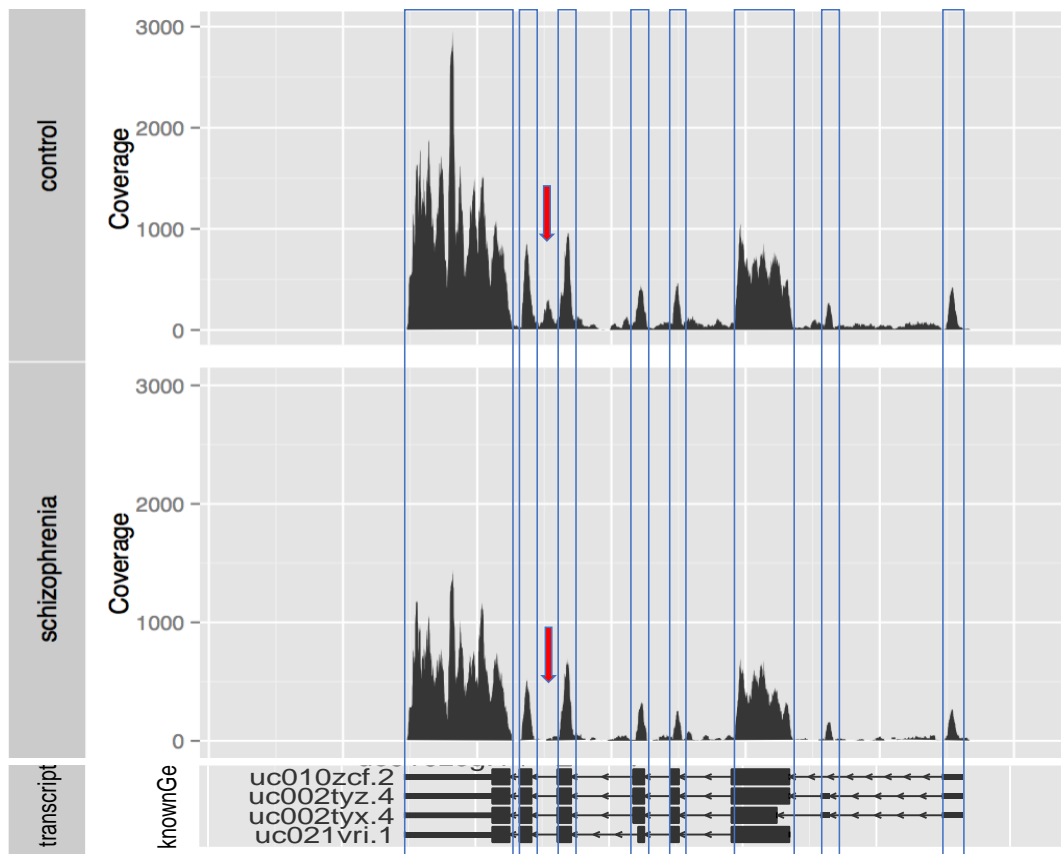 control
Coverage
3000
2000
1000
0
schizophrenia
Coverage
3000
2000
1000
0
transcript
knownGe
uc010zcf.2
uc002tyz.4
uc002tyx.4
uc021vri.1